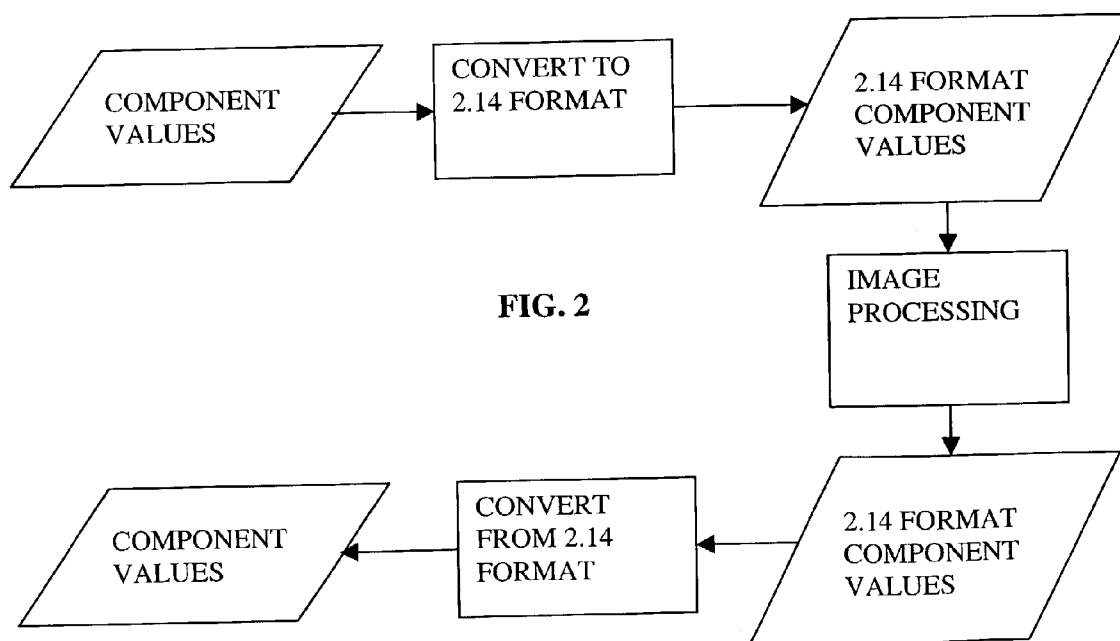 COMPONENT
VALUES
CONVERT TO
2.14 FORMAT
2.14 FORMAT
COMPONENT
VALUES
IMAGE
PROCESSING
FIG. 2
2.14 FORMAT
COMPONENT
VALUES
CONVERT
FROM 2.14
FORMAT
COMPONENT
VALUES